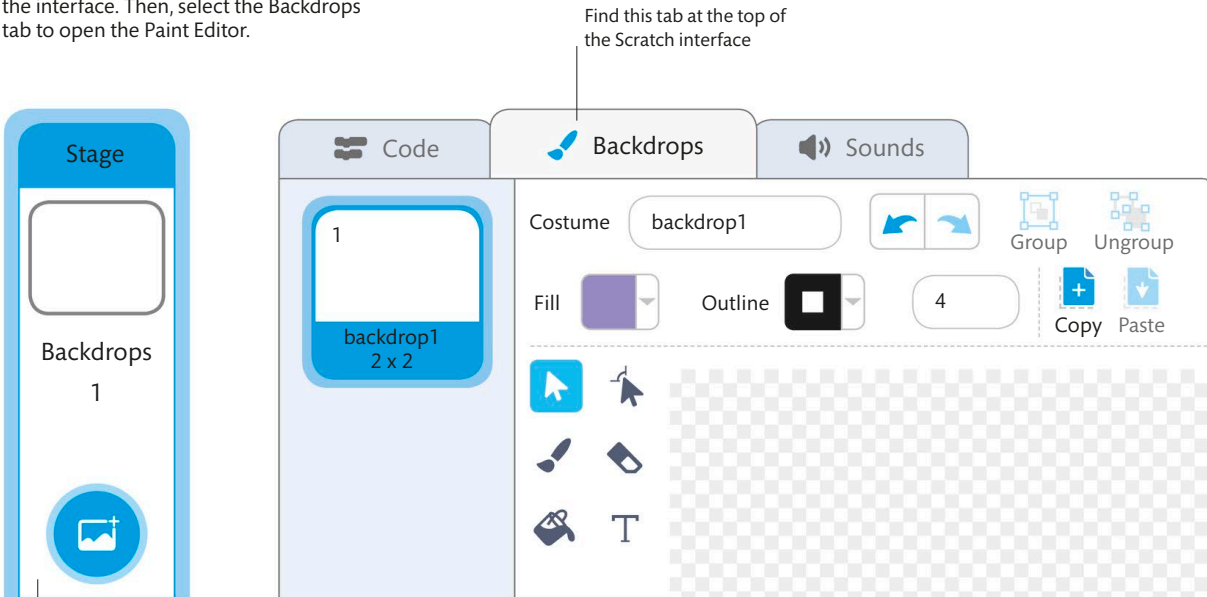 the interface. Then, select the Backdrops
tab to open the Paint Editor.
Find this tab at the top of
the Scratch interface
Stage
Backdrops
1
Code
Backdrops
Sounds
1
backdrop1
2 x 2
Costume
backdrop1
Group
Ungroup
Fill
Outline
4
Copy
Paste
T